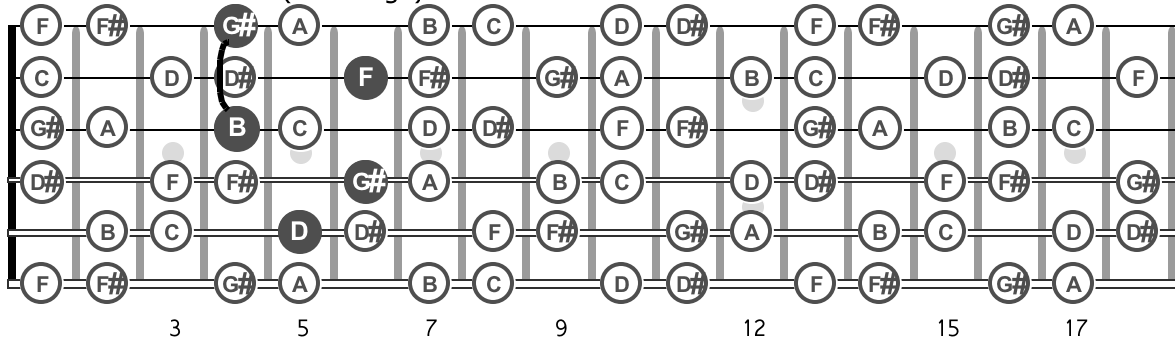 F F# G# A B C D D# F F# G# A
C D D# F F# G# A B C D D# F
G# A B C D D# F F# G# A B C
D# F F# G# A B C D D# F F# G#
B C D D# F F# G# A B C D D#
F F# G# A B C D D# F F# G# A
3 5 7 9 12 15 17